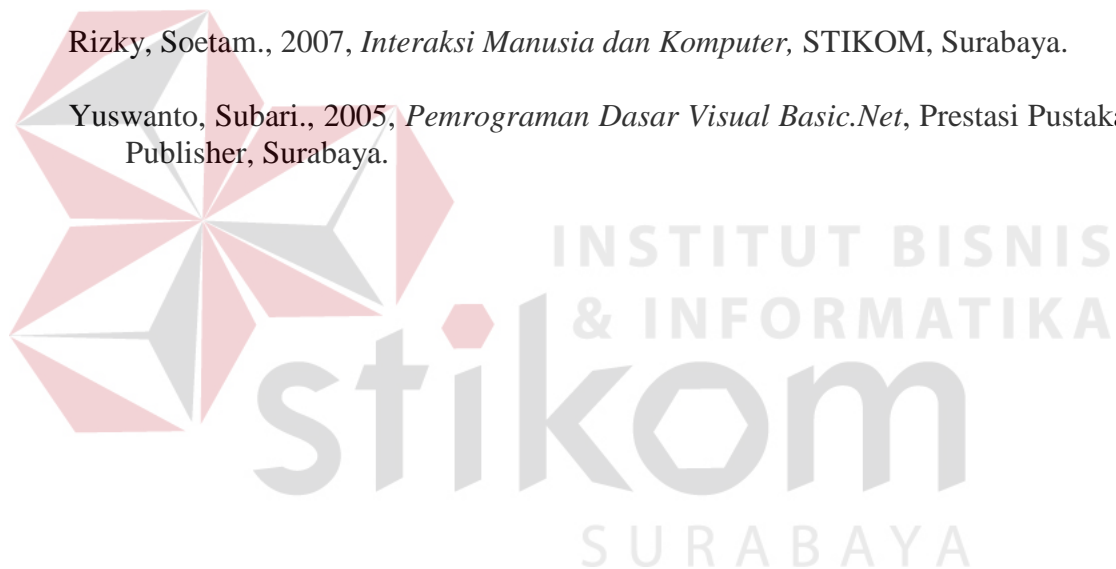 Rizky, Soetam., 2007, Interaksi Manusia dan Komputer, STIKOM, Surabaya.
Yuswanto, Subari., 2005, Pemrograman Dasar Visual Basic.Net, Prestasi Pustaka
Publisher, Surabaya.
INSTITUT BISNIS
& INFORMATIKA
stikom
SURABAYA